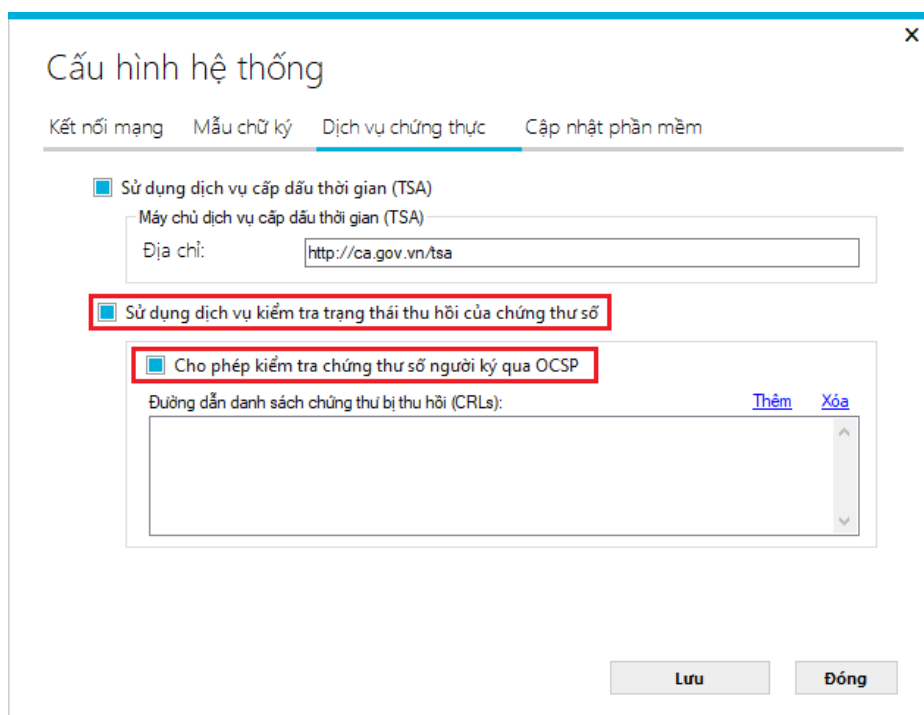 Cấu hình hệ thống
Kết nối mạng Mẫu chữ ký Dịch vụ chứng thực Cập nhật phần mềm
Sử dụng dịch vụ cấp dấu thời gian (TSA)
Máy chủ dịch vụ cấp dấu thời gian (TSA)
Địa chỉ: http://ca.gov.vn/tsa
Sử dụng dịch vụ kiểm tra trạng thái thu hồi của chứng thư số
Cho phép kiểm tra chứng thư số người ký qua OCSP
Đường dẫn danh sách chứng thư bị thu hồi (CRLs): Thêm Xóa
Lưu Đóng